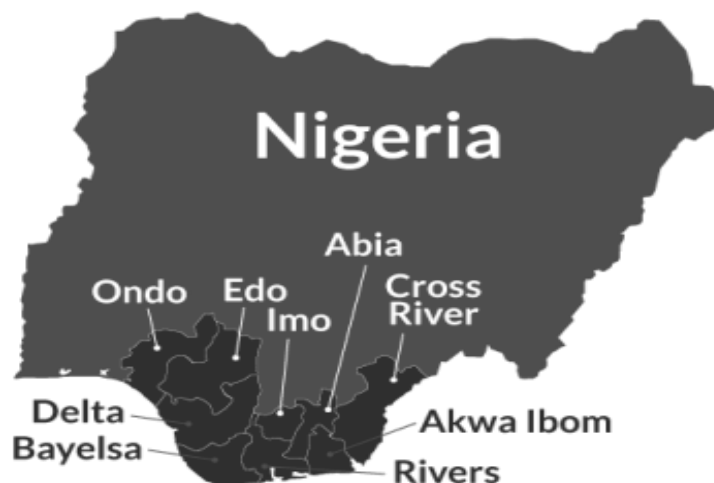 Nigeria
Abia
Ondo
Edo
Imo
Cross
River
Delta
Bayelsa
Akwa Ibom
Rivers